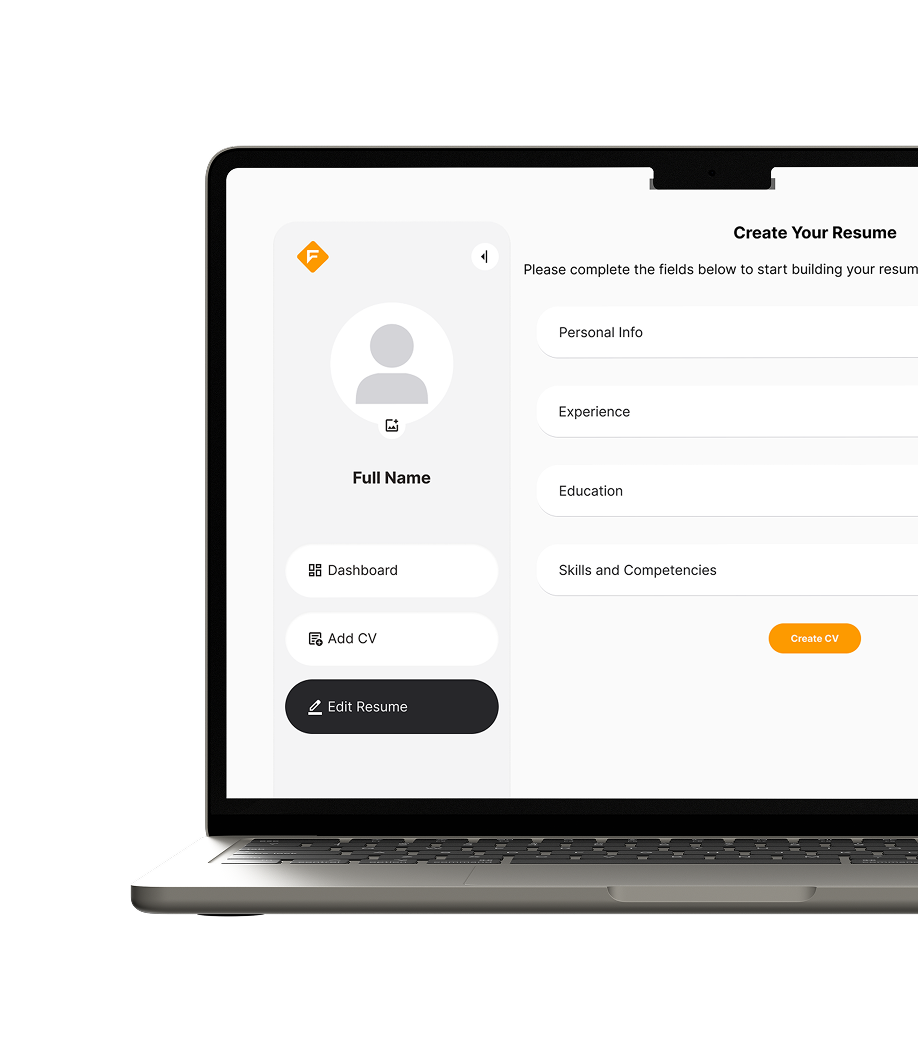 Create Your Resume
Please complete the fields below to start building your resum
Full Name
Dashboard
Add CV
Edit Resume
Personal Info
Experience
Education
Skills and Competencies
Create CV